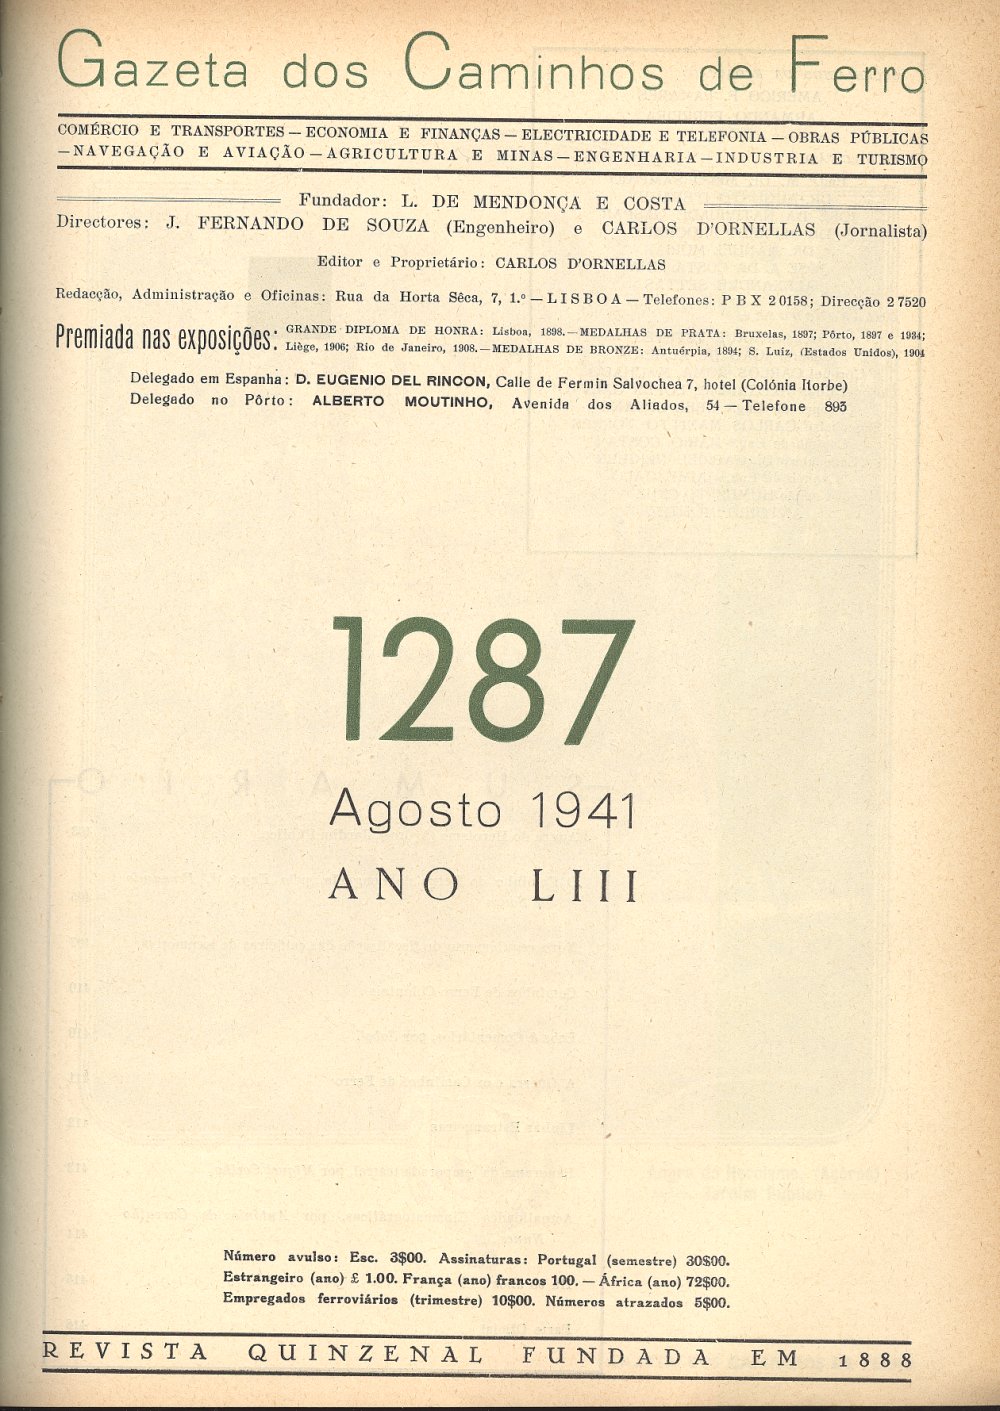 Gazeta dos Caminhos de Ferro
COMÉRCIO E TRANSPORTES — ECONOMIA E FINANÇAS — ELECTRICIDADE E TELEFONIA — OBRAS PÚBLICAS
— NAVEGAÇÃO E AVIAÇÃO — AGRICULTURA E MINAS — ENGENHARIA — INDUSTRIA E TURISMO
Fundador: L. DE MENDONÇA E COSTA
Directores: J. FERNANDO DE SOUZA (Engenheiro) e CARLOS D'ORNELLAS (Jornalista)
Editor e Proprietário: CARLOS D'ORNELLAS
Redacção, Administração e Oficinas: Rua da Horta Sêca, 7, 1.º — LISBOA — Telefones: P B X 2 0158; Direcção 2 7520
Premiada nas exposições:
GRANDE DIPLOMA DE HONRA: Lisboa, 1898. — MEDALHAS DE PRATA: Bruxelas, 1897; Pôrto, 1897 e 1934;
Liège, 1906; Rio de Janeiro, 1908. — MEDALHAS DE BRONZE: Antuérpia, 1894; S. Luiz, (Estados Unidos), 1904
Delegado em Espanha: D. EUGENIO DEL RINCON, Calle de Fermin Salvochea 7, hotel (Colónia Itorbe)
Delegado no Pôrto: ALBERTO MOUTINHO, Avenida dos Aliados, 54 — Telefone 893
1287
Agosto 1941
ANO LIII
Número avulso: Esc. 3$00. Assinaturas: Portugal (semestre) 30$00.
Estrangeiro (ano) £ 1.00. França (ano) francos 100. — África (ano) 72$00.
Empregados ferroviários (trimestre) 10$00. Números atrazados 5$00.
REVISTA QUINZENAL FUNDADA EM 1888